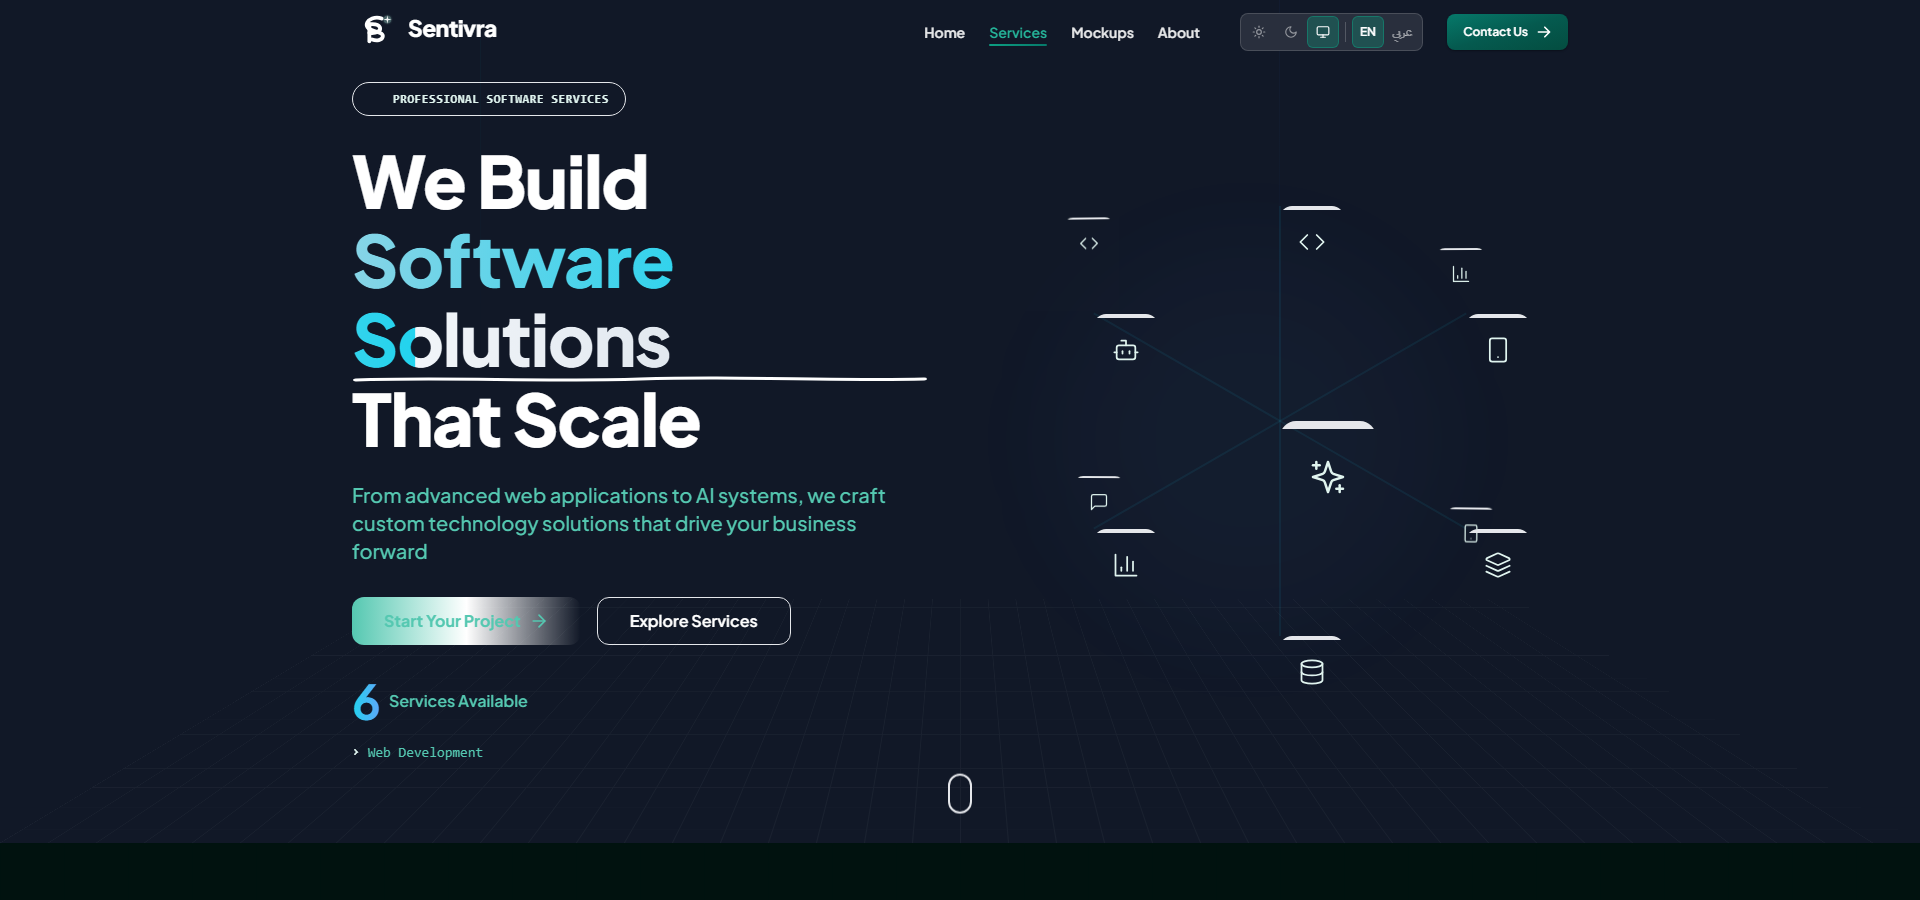 Sentivra
Home Services Mockups About
EN عربي
Contact Us
PROFESSIONAL SOFTWARE SERVICES
We Build
Software
Solutions
That Scale
From advanced web applications to AI systems, we craft
custom technology solutions that drive your business
forward
Start Your Project
Explore Services
6 Services Available
› Web Development